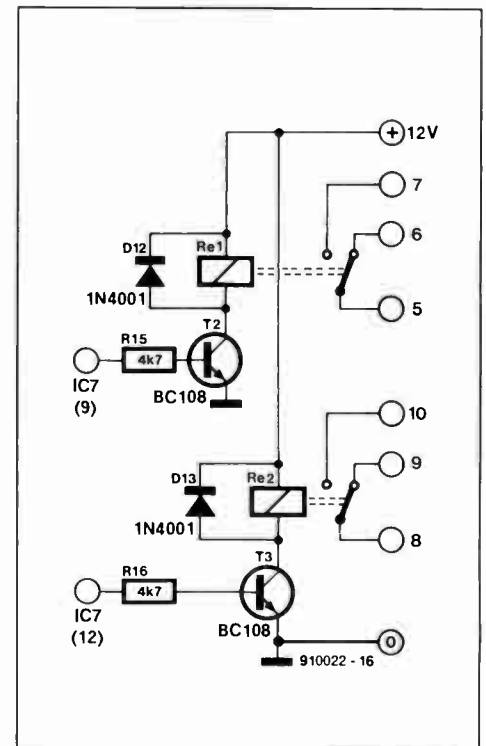 + 12V
7
D12
Re1
6
1N4001
5
T2
R15
4k7
IC7
(9)
BC108
10
D13
Re2
9
1N4001
8
T3
R16
4k7
IC7
(12)
BC108
0
910022 - 16